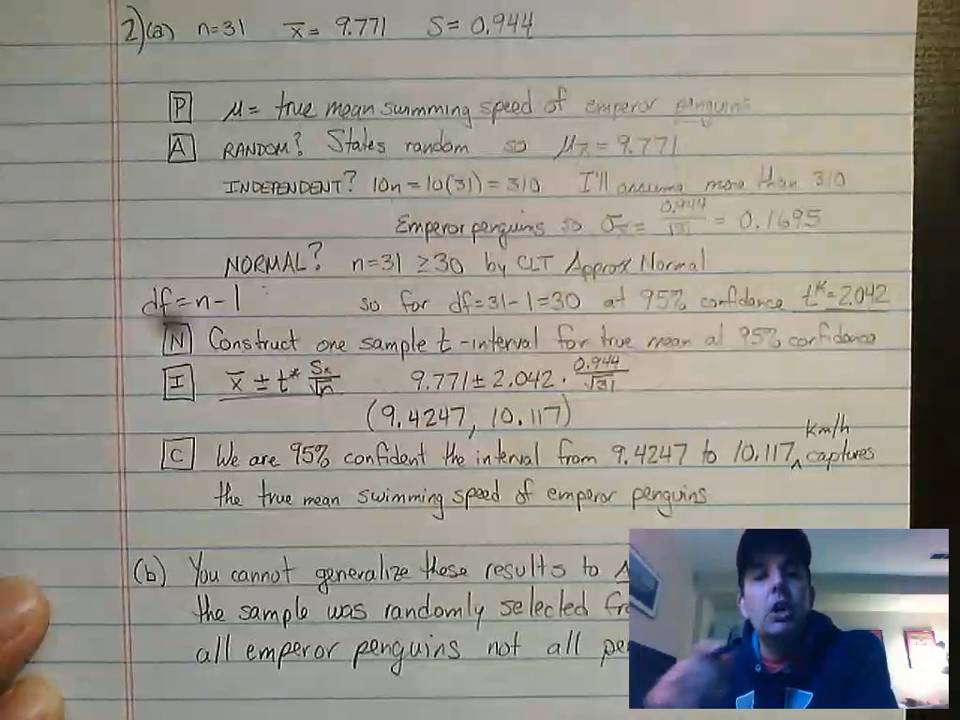 2)(a) n=31 x̄= 9.771 S= 0.944
P μ= true mean swimming speed of emperor penguins
A RANDOM? States random so μx̄=9.771
INDEPENDENT? 10n=10(31)=310 I'll assume more than 310
Emperor penguins so σx̄= 0.944/√31 = 0.1695
NORMAL? n=31 ≥30 by CLT Approx Normal
df=n-1 so for df=31-1=30 at 95% confidence t*=2.042
N Construct one sample t-interval for true mean at 95% confidence
I x̄ ± t* Sx/√n 9.771±2.042 · 0.944/√31
(9.4247, 10.117)
km/h
C We are 95% confident the interval from 9.4247 to 10.117 ^ captures
the true mean swimming speed of emperor penguins
(b) You cannot generalize these results to
the sample was randomly selected
all emperor penguins not all